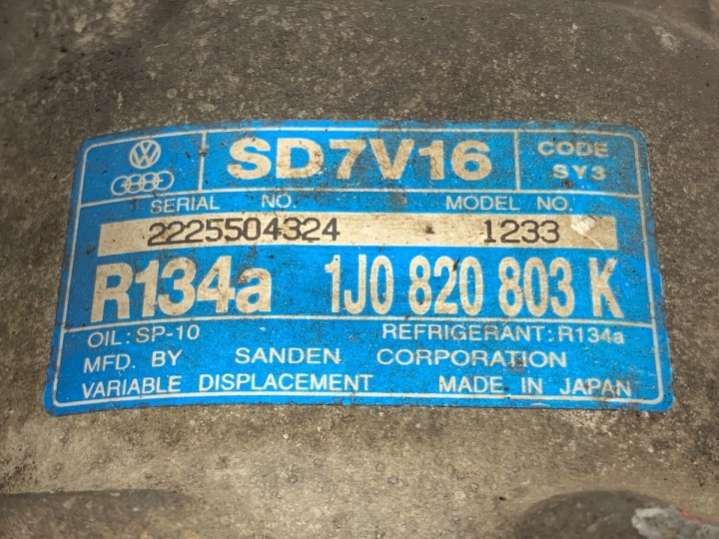 SD7V16
CODE
SY3
SERIAL NO. MODEL NO.
2225504324 1233
R134a 1J0 820 803 K
OIL: SP-10 REFRIGERANT: R134a
MFD. BY SANDEN CORPORATION
VARIABLE DISPLACEMENT MADE IN JAPAN